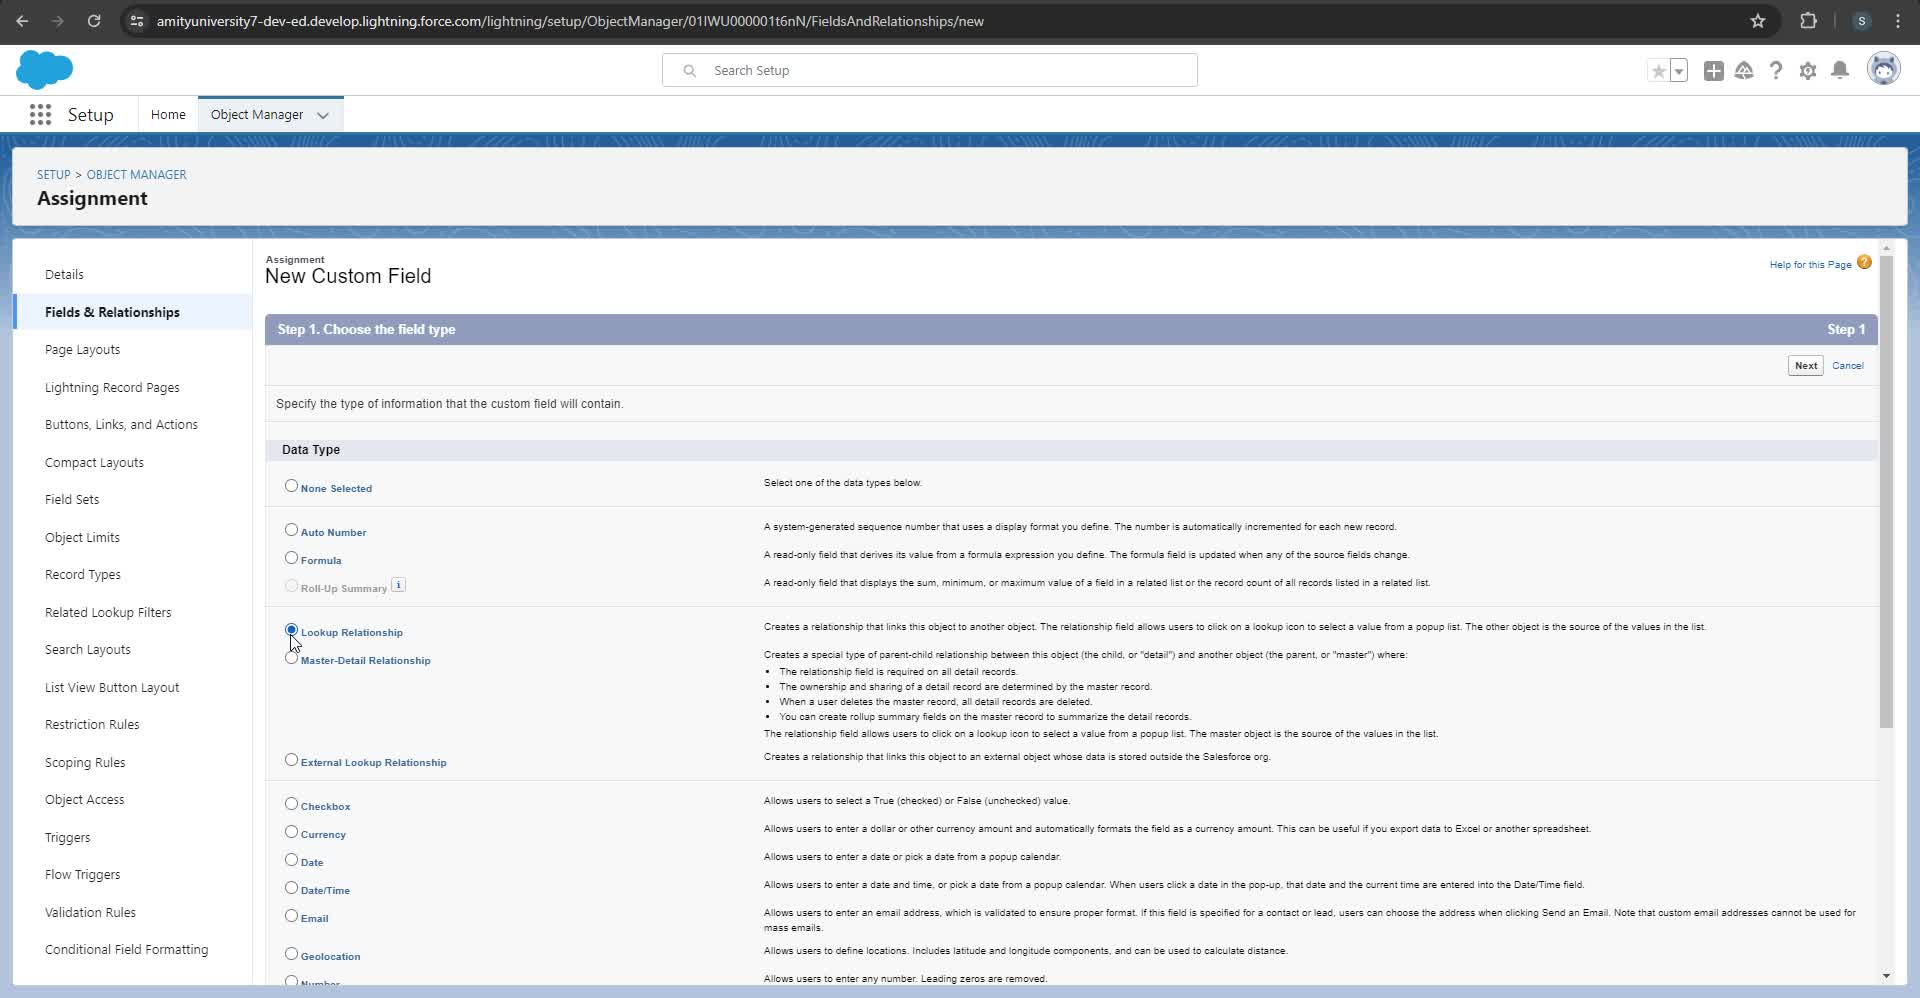 amityuniversity7-dev-ed.develop.lightning.force.com/lightning/setup/ObjectManager/01IWU000001t6nN/FieldsAndRelationships/new
S
Search Setup
Setup
Home
Object Manager
SETUP > OBJECT MANAGER
Assignment
Details
Fields & Relationships
Page Layouts
Lightning Record Pages
Buttons, Links, and Actions
Compact Layouts
Field Sets
Object Limits
Record Types
Related Lookup Filters
Search Layouts
List View Button Layout
Restriction Rules
Scoping Rules
Object Access
Triggers
Flow Triggers
Validation Rules
Conditional Field Formatting
Assignment
New Custom Field
Help for this Page ?
Step 1. Choose the field type
Step 1
Next Cancel
Specify the type of information that the custom field will contain.
Data Type
None Selected
Select one of the data types below.
Auto Number
A system-generated sequence number that uses a display format you define. The number is automatically incremented for each new record.
Formula
A read-only field that derives its value from a formula expression you define. The formula field is updated when any of the source fields change.
Roll-Up Summary i
A read-only field that displays the sum, minimum, or maximum value of a field in a related list or the record count of all records listed in a related list.
Lookup Relationship
Creates a relationship that links this object to another object. The relationship field allows users to click on a lookup icon to select a value from a popup list. The other object is the source of the values in the list.
Master-Detail Relationship
Creates a special type of parent-child relationship between this object (the child, or "detail") and another object (the parent, or "master") where:
• The relationship field is required on all detail records.
• The ownership and sharing of a detail record are determined by the master record.
• When a user deletes the master record, all detail records are deleted.
• You can create rollup summary fields on the master record to summarize the detail records.
The relationship field allows users to click on a lookup icon to select a value from a popup list. The master object is the source of the values in the list.
External Lookup Relationship
Creates a relationship that links this object to an external object whose data is stored outside the Salesforce org.
Checkbox
Allows users to select a True (checked) or False (unchecked) value.
Currency
Allows users to enter a dollar or other currency amount and automatically formats the field as a currency amount. This can be useful if you export data to Excel or another spreadsheet.
Date
Allows users to enter a date or pick a date from a popup calendar.
Date/Time
Allows users to enter a date and time, or pick a date from a popup calendar. When users click a date in the pop-up, that date and the current time are entered into the Date/Time field.
Email
Allows users to enter an email address, which is validated to ensure proper format. If this field is specified for a contact or lead, users can choose the address when clicking Send an Email. Note that custom email addresses cannot be used for
mass emails.
Geolocation
Allows users to define locations. Includes latitude and longitude components, and can be used to calculate distance.
Number
Allows users to enter any number. Leading zeros are removed.